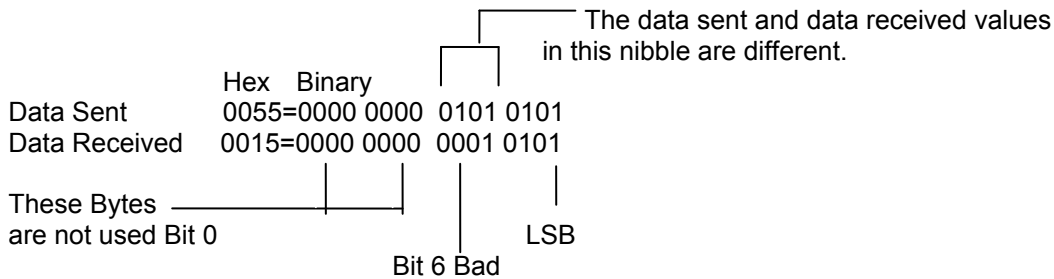 The data sent and data received values
in this nibble are different.
Hex Binary
Data Sent 0055=0000 0000 0101 0101
Data Received 0015=0000 0000 0001 0101
These Bytes
are not used Bit 0
LSB
Bit 6 Bad